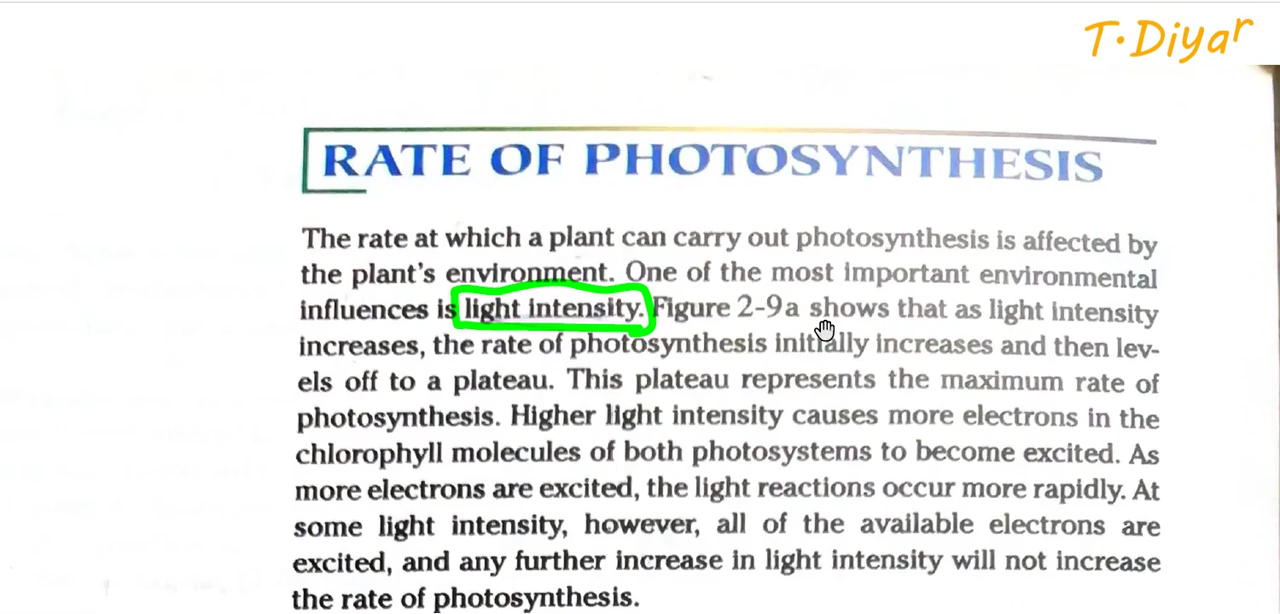 T. Diyar
RATE OF PHOTOSYNTHESIS
The rate at which a plant can carry out photosynthesis is affected by
the plant's environment. One of the most important environmental
influences is light intensity. Figure 2-9a shows that as light intensity
increases, the rate of photosynthesis initially increases and then lev-
els off to a plateau. This plateau represents the maximum rate of
photosynthesis. Higher light intensity causes more electrons in the
chlorophyll molecules of both photosystems to become excited. As
more electrons are excited, the light reactions occur more rapidly. At
some light intensity, however, all of the available electrons are
excited, and any further increase in light intensity will not increase
the rate of photosynthesis.